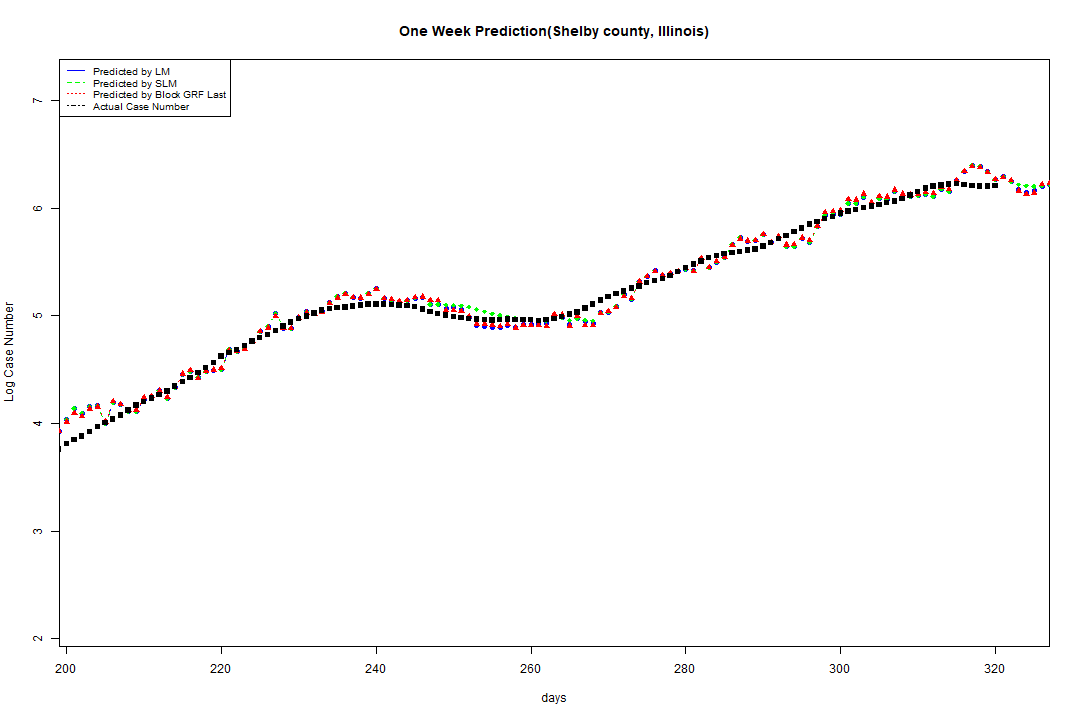 One Week Prediction(Shelby county, Illinois)
Predicted by LM
Predicted by SLM
Predicted by Block GRF Last
Actual Case Number
7
6
5
4
3
2
Log Case Number
200 220 240 260 280 300 320
days